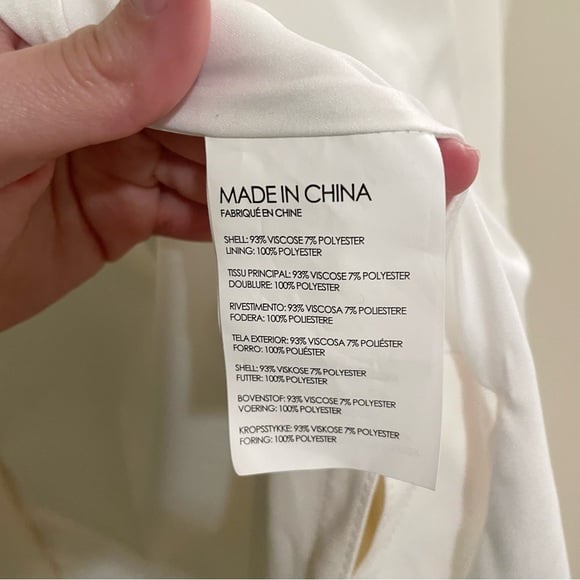 MADE IN CHINA
FABRIQUÉ EN CHINE
SHELL: 93% VISCOSE 7% POLYESTER
LINING: 100% POLYESTER
TISSU PRINCIPAL: 93% VISCOSE 7% POLYESTER
DOUBLURE: 100% POLYESTER
RIVESTIMENTO: 93% VISCOSA 7% POLIESTERE
FODERA: 100% POLIESTERE
TELA EXTERIOR: 93% VISCOSA 7% POLIÉSTER
FORRO: 100% POLIÉSTER
SHELL: 93% VISKOSE 7% POLYESTER
FUTTER: 100% POLYESTER
BOVENSTOF: 93% VISCOSE 7% POLYESTER
VOERING: 100% POLYESTER
KROPSSTYKKE: 93% VISKOSE 7% POLYESTER
FORING: 100% POLYESTER